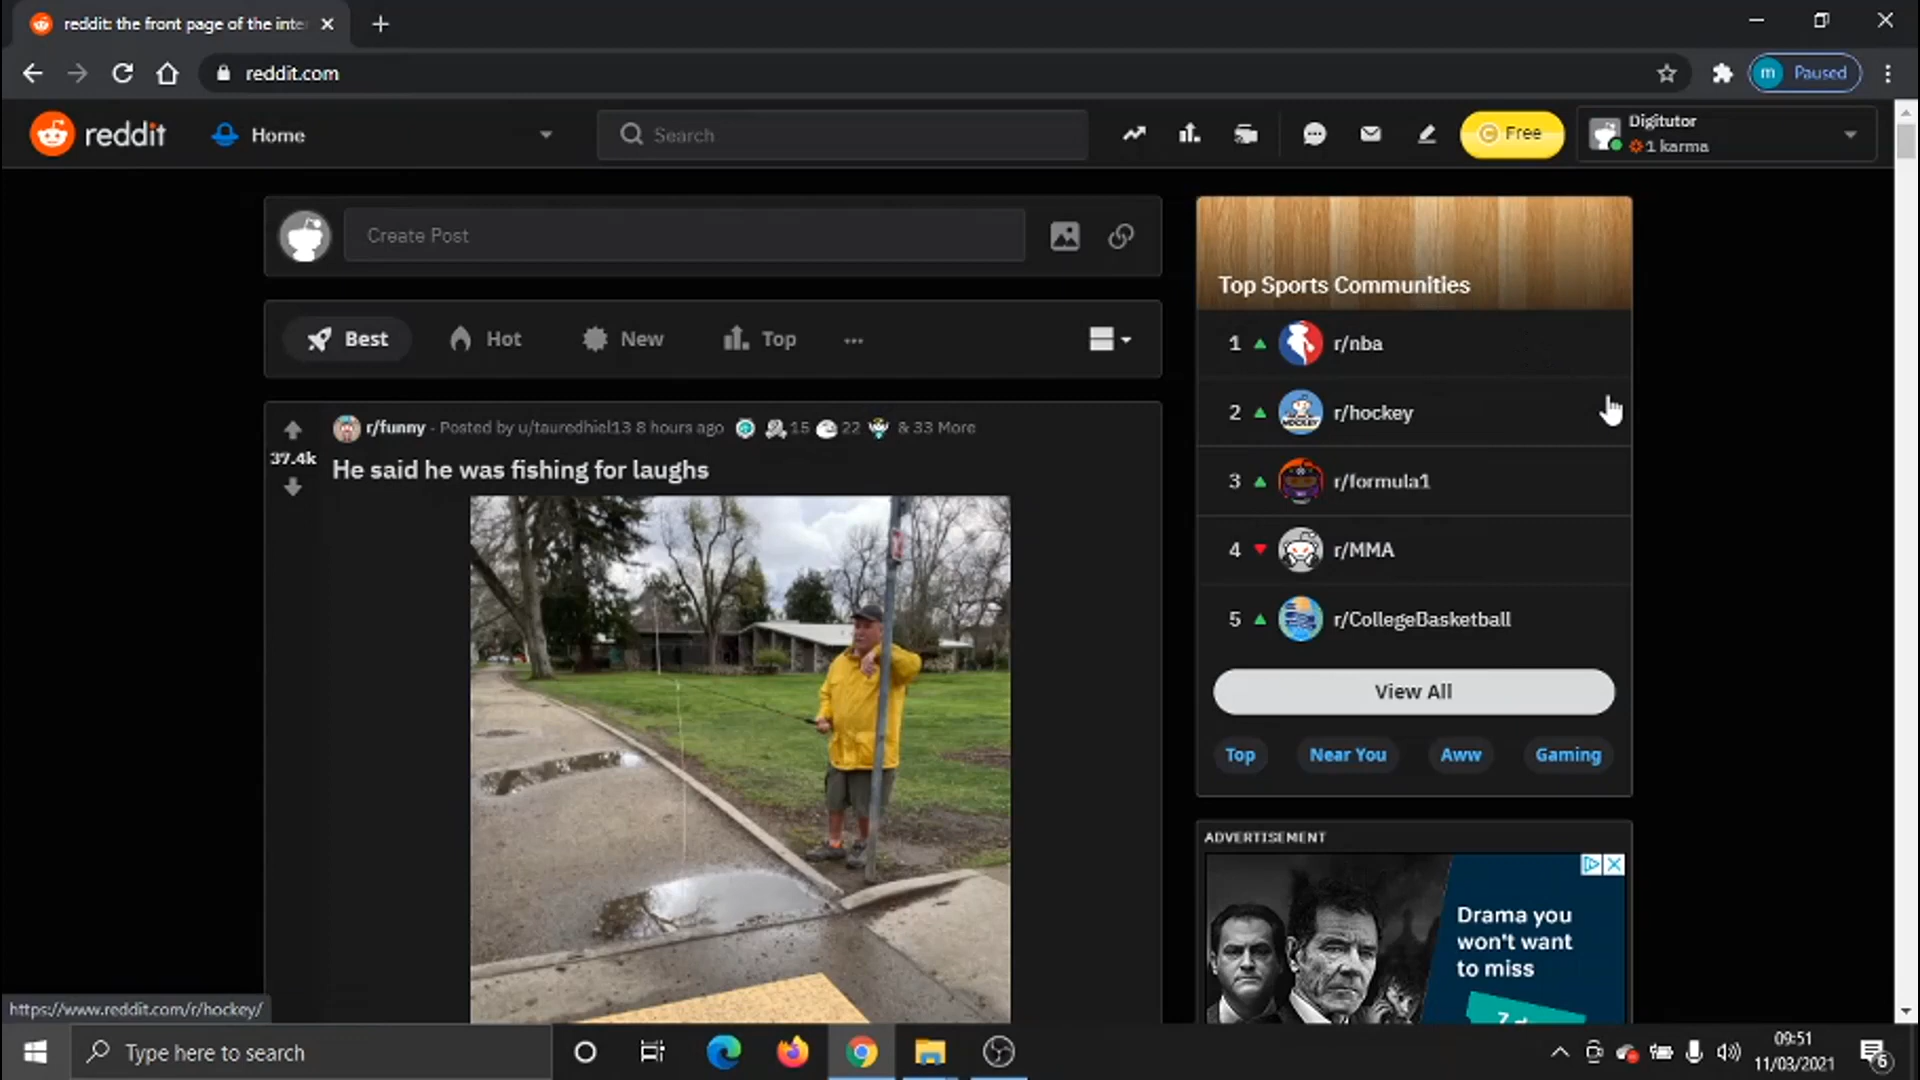 reddit: the front page of the inte
reddit.com
m Paused
reddit
Home
Search
Free
Digitutor
1 karma
Create Post
Best
Hot
New
Top
Top Sports Communities
1 r/nba
2 r/hockey
3 r/formula1
4 r/MMA
5 r/CollegeBasketball
View All
Top
Near You
Aww
Gaming
37.4k
r/funny - Posted by u/tauredhiel13 8 hours ago 15 22 & 33 More
He said he was fishing for laughs
ADVERTISEMENT
Drama you
won't want
to miss
https://www.reddit.com/r/hockey/
Type here to search
09:51
11/03/2021
6